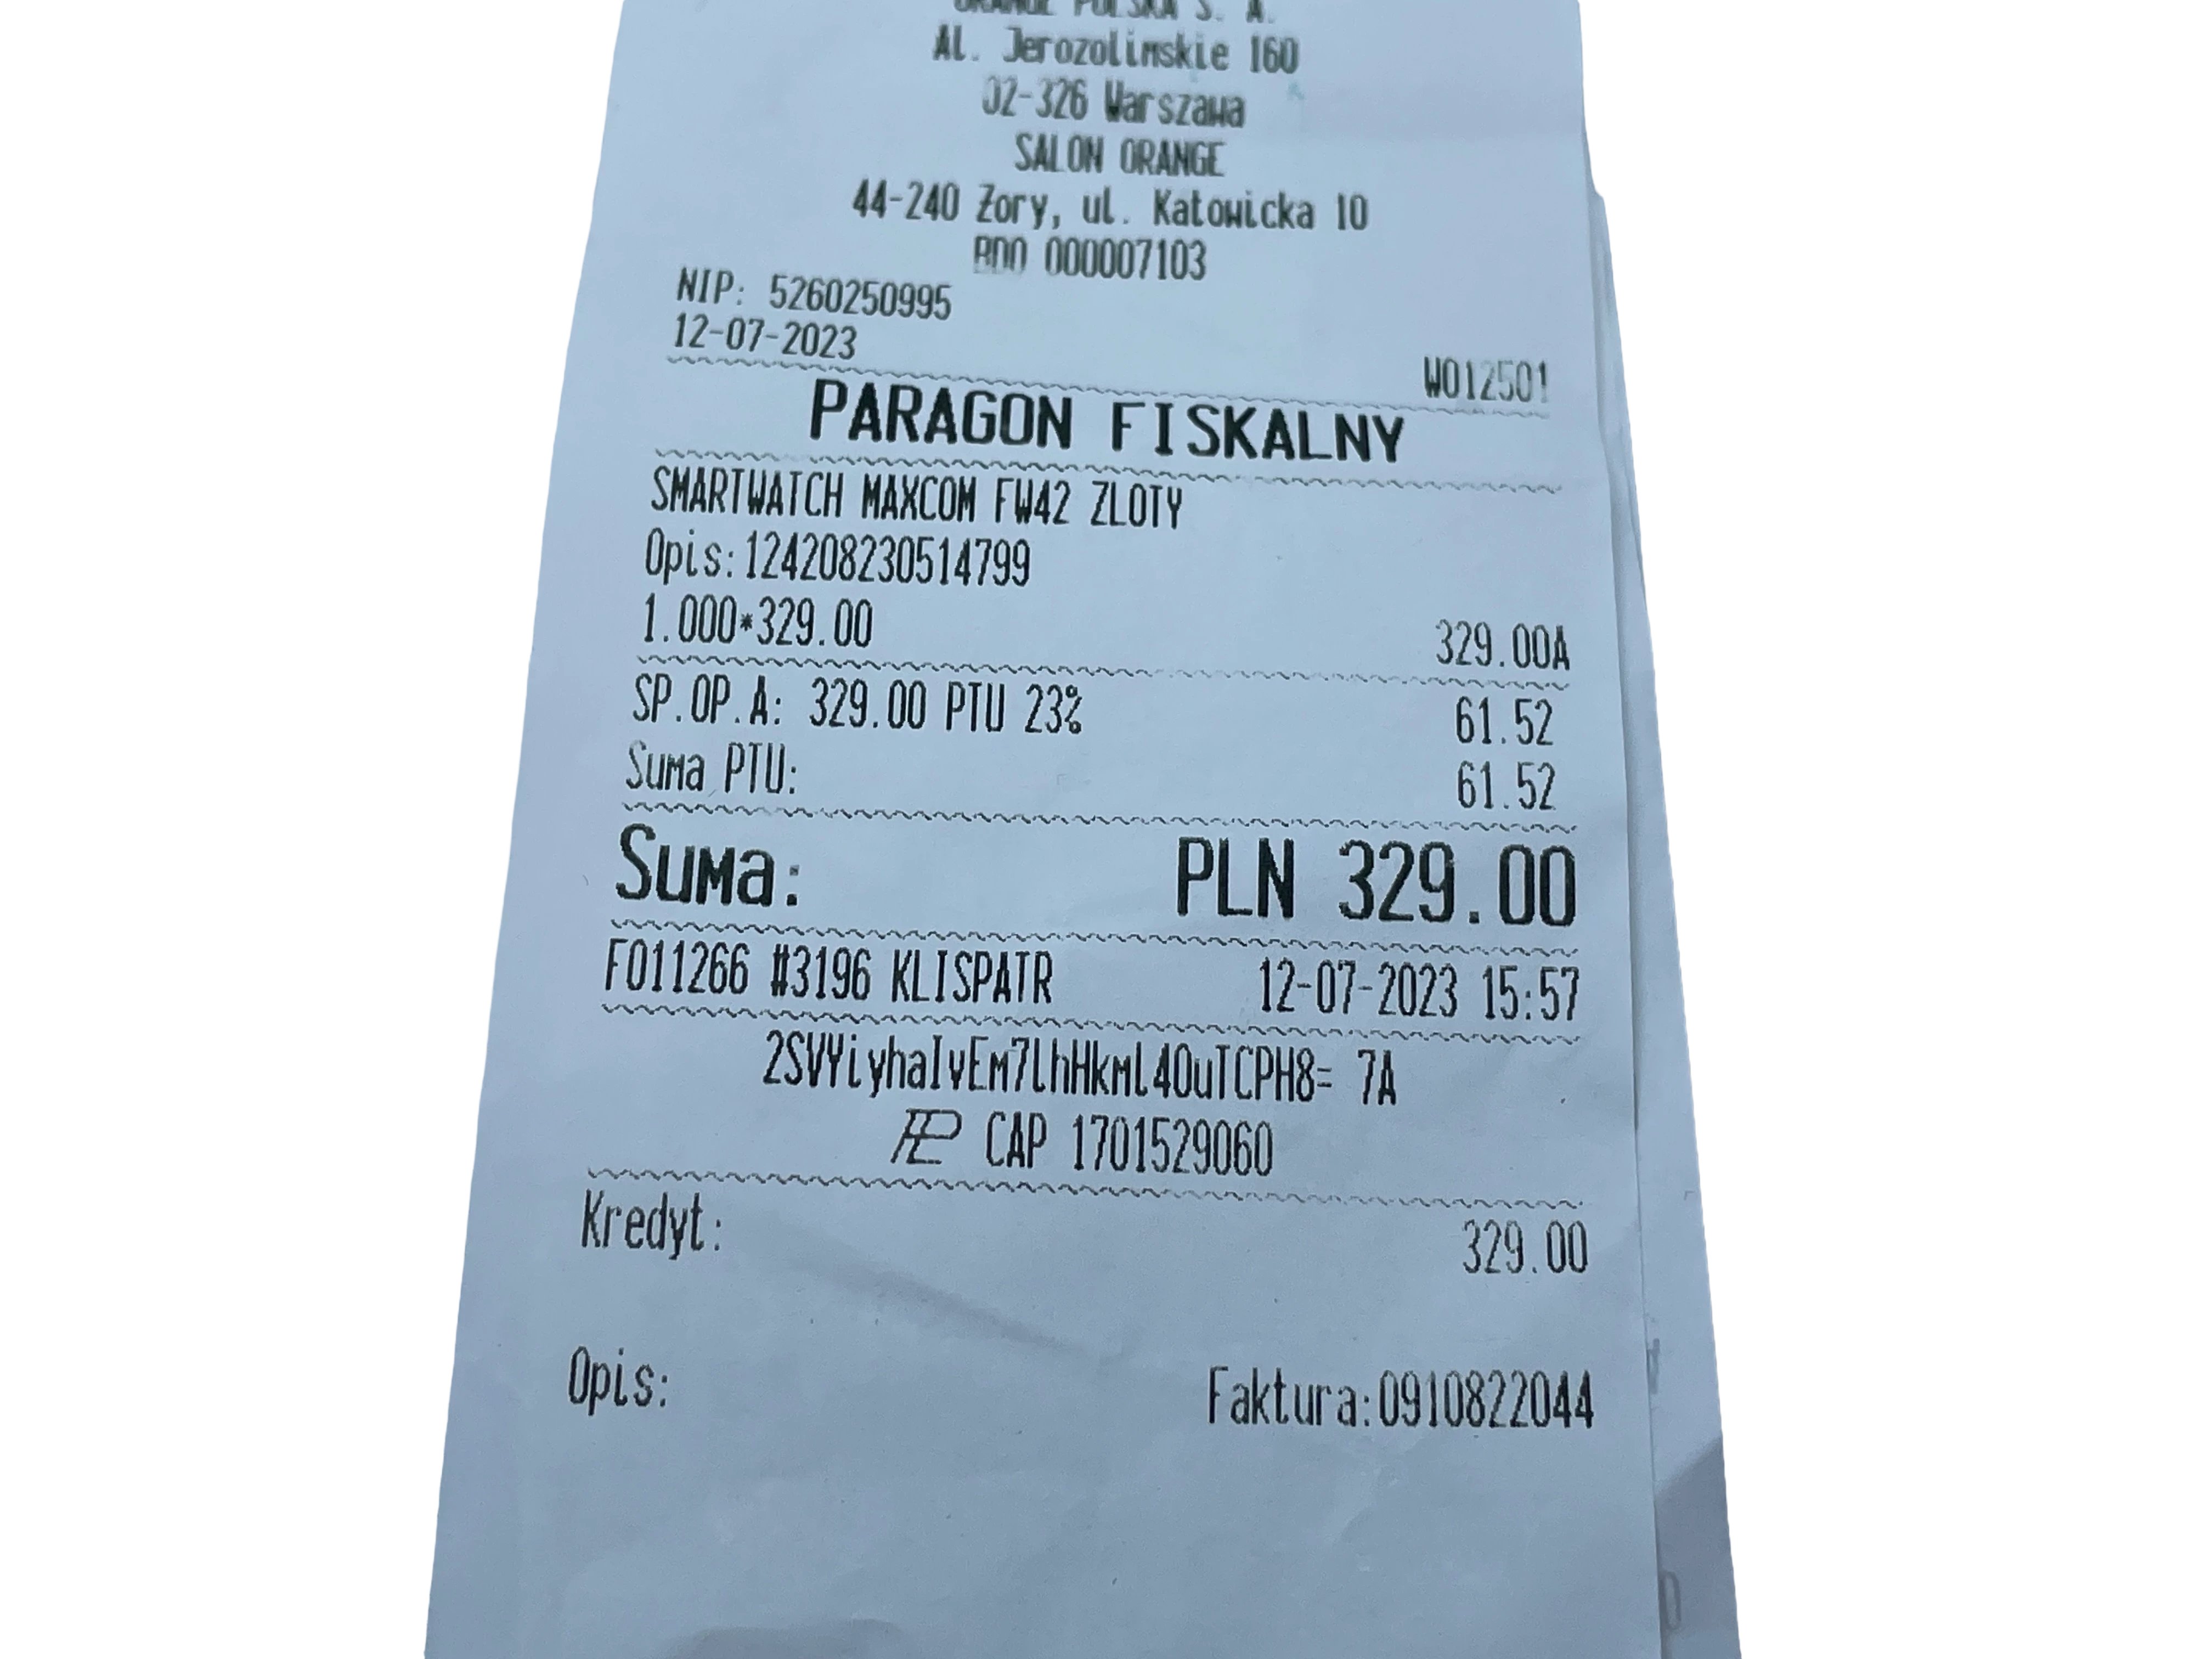 ORANGE POLSKA S. A.
Al. Jerozolimskie 160
02-326 Warszawa
SALON ORANGE
44-240 Żory, ul. Katowicka 10
BDO 000007103
NIP: 5260250995
12-07-2023 W012501
PARAGON FISKALNY
SMARTWATCH MAXCOM FW42 ZLOTY
Opis:124208230514799
1.000*329.00 329.00A
SP.OP.A: 329.00 PTU 23% 61.52
Suma PTU: 61.52
Suma: PLN 329.00
F011266 #3196 KLISPATR 12-07-2023 15:57
2SVYiyhaIvEm7lhHkml40uTCPH8= 7A
CAP 1701529060
Kredyt: 329.00
Opis: Faktura:0910822044